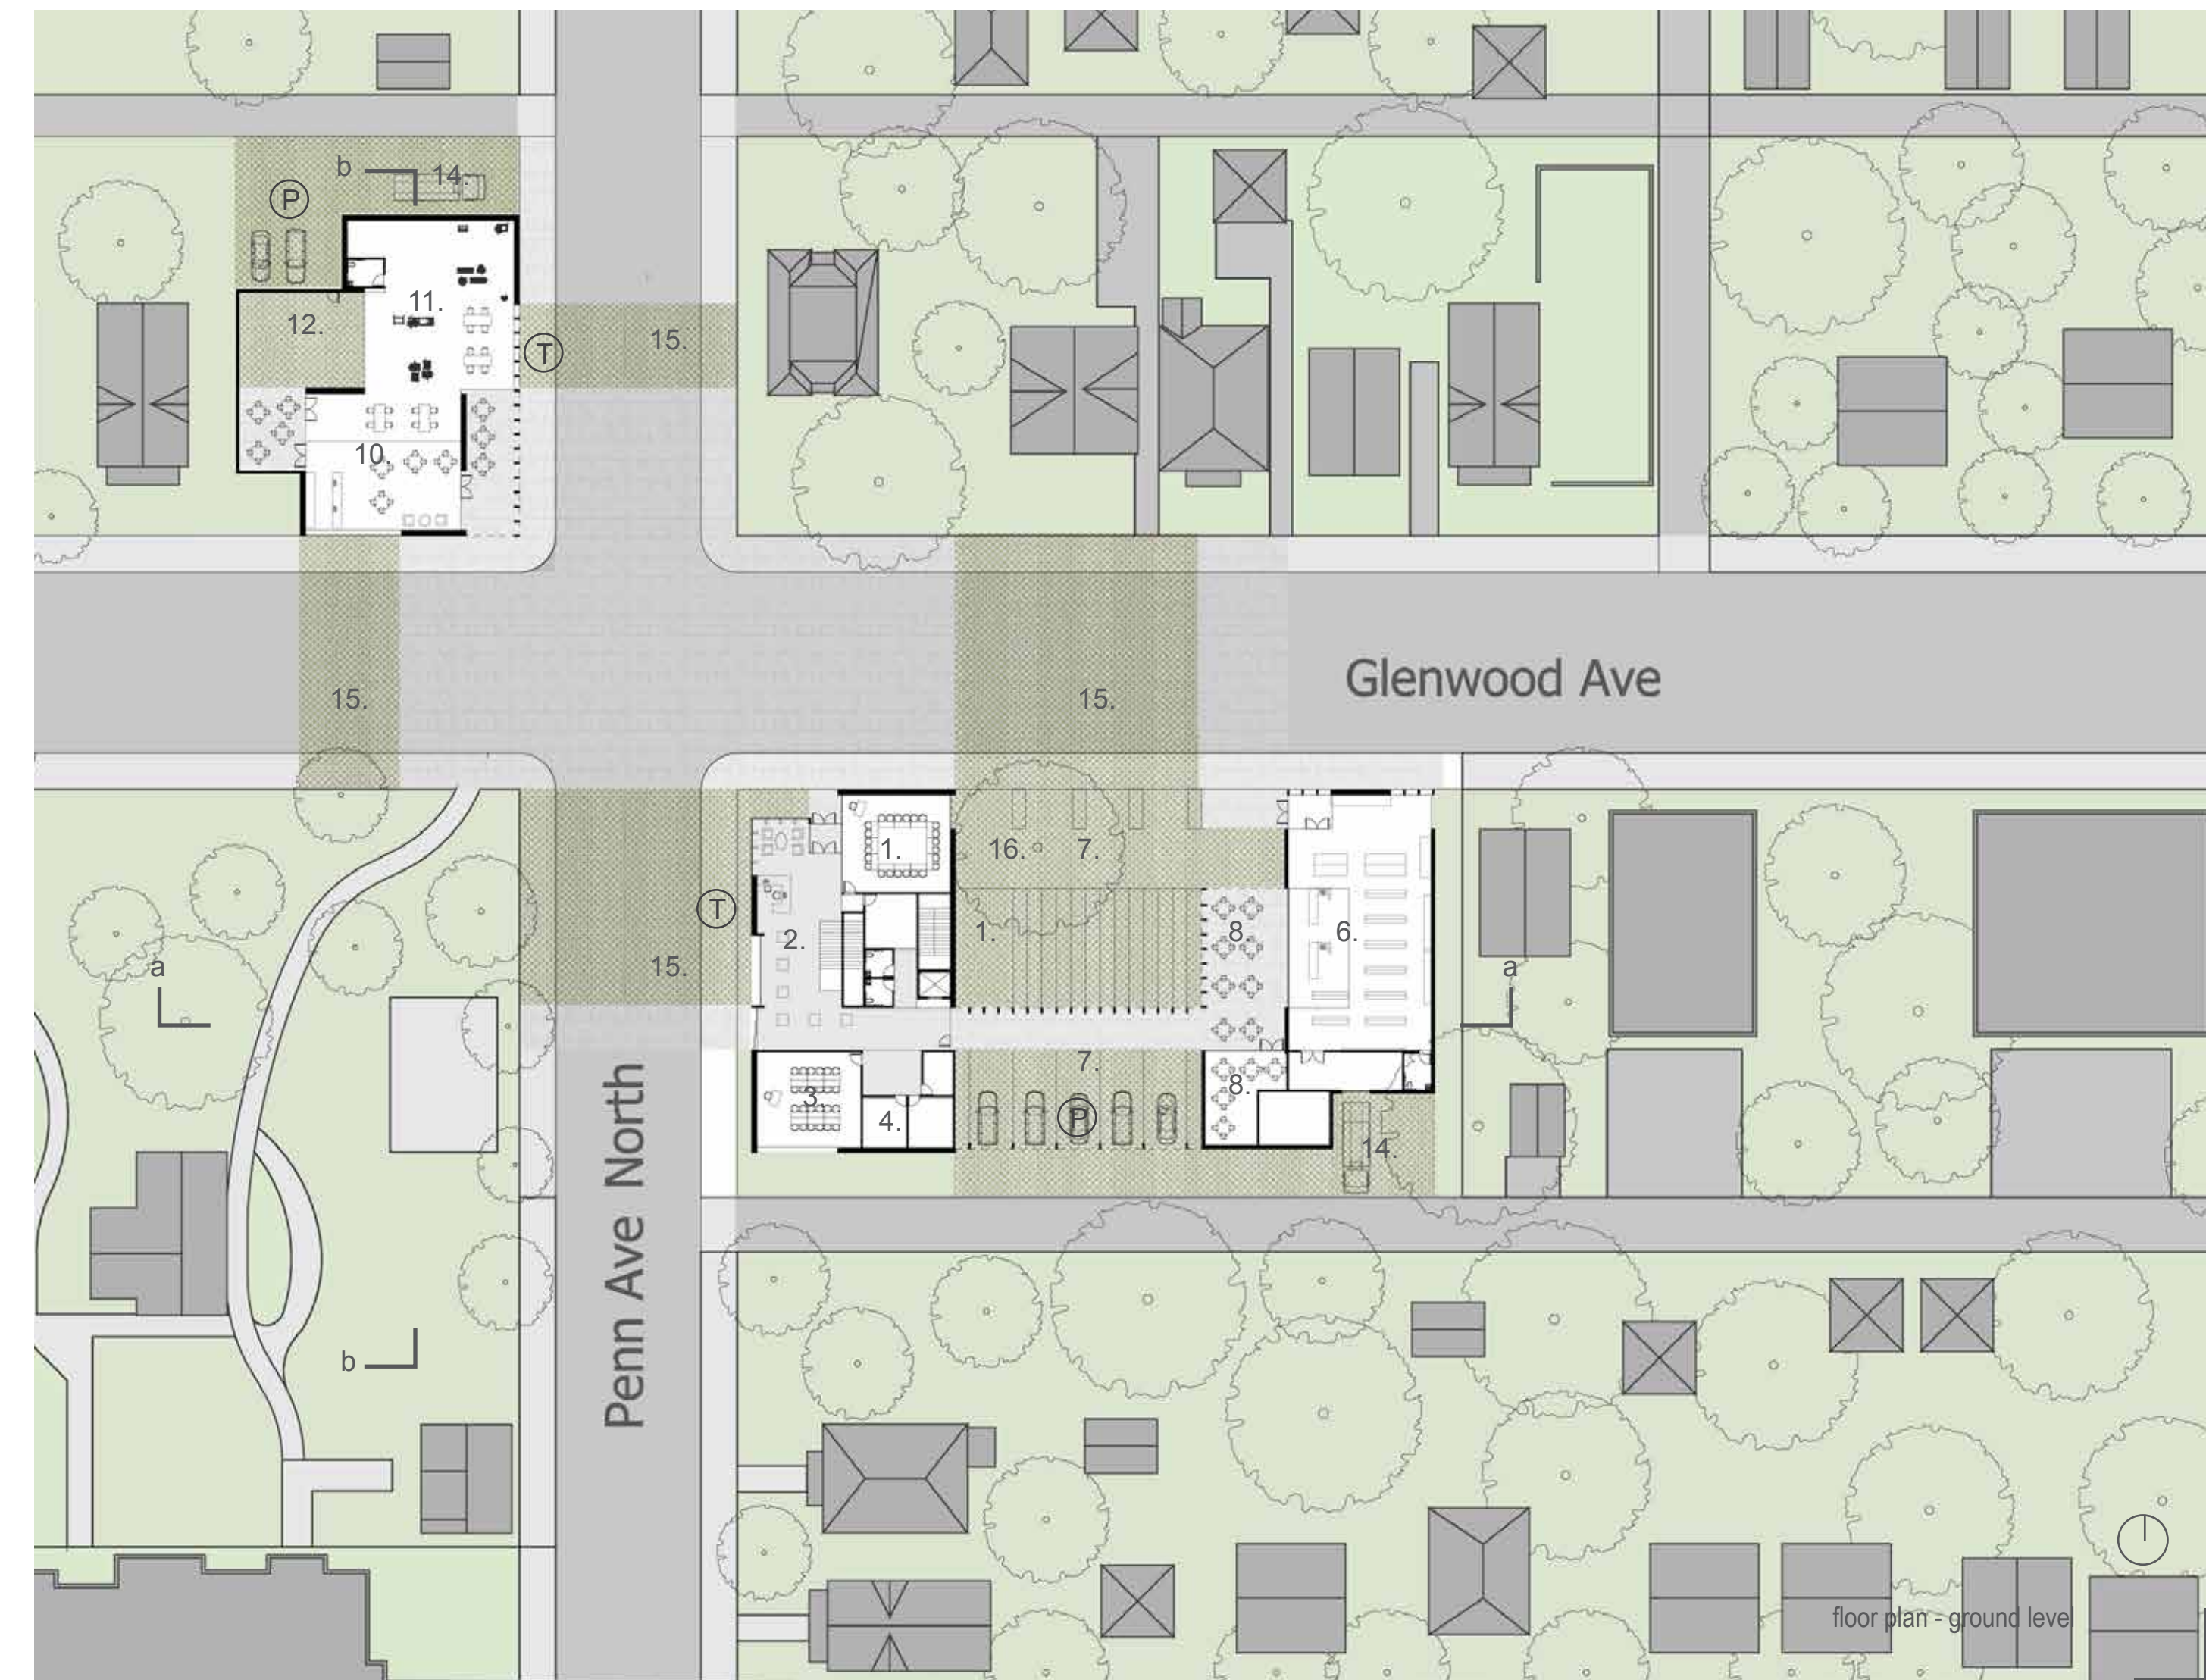 b
14.
P
11.
12.
T
15.
10
Glenwood Ave
15.
15.
1.
16.
7.
T
2.
1.
8.
6.
15.
a
a
7.
8.
3.
4.
P
14.
Penn Ave North
b
floor plan - ground level